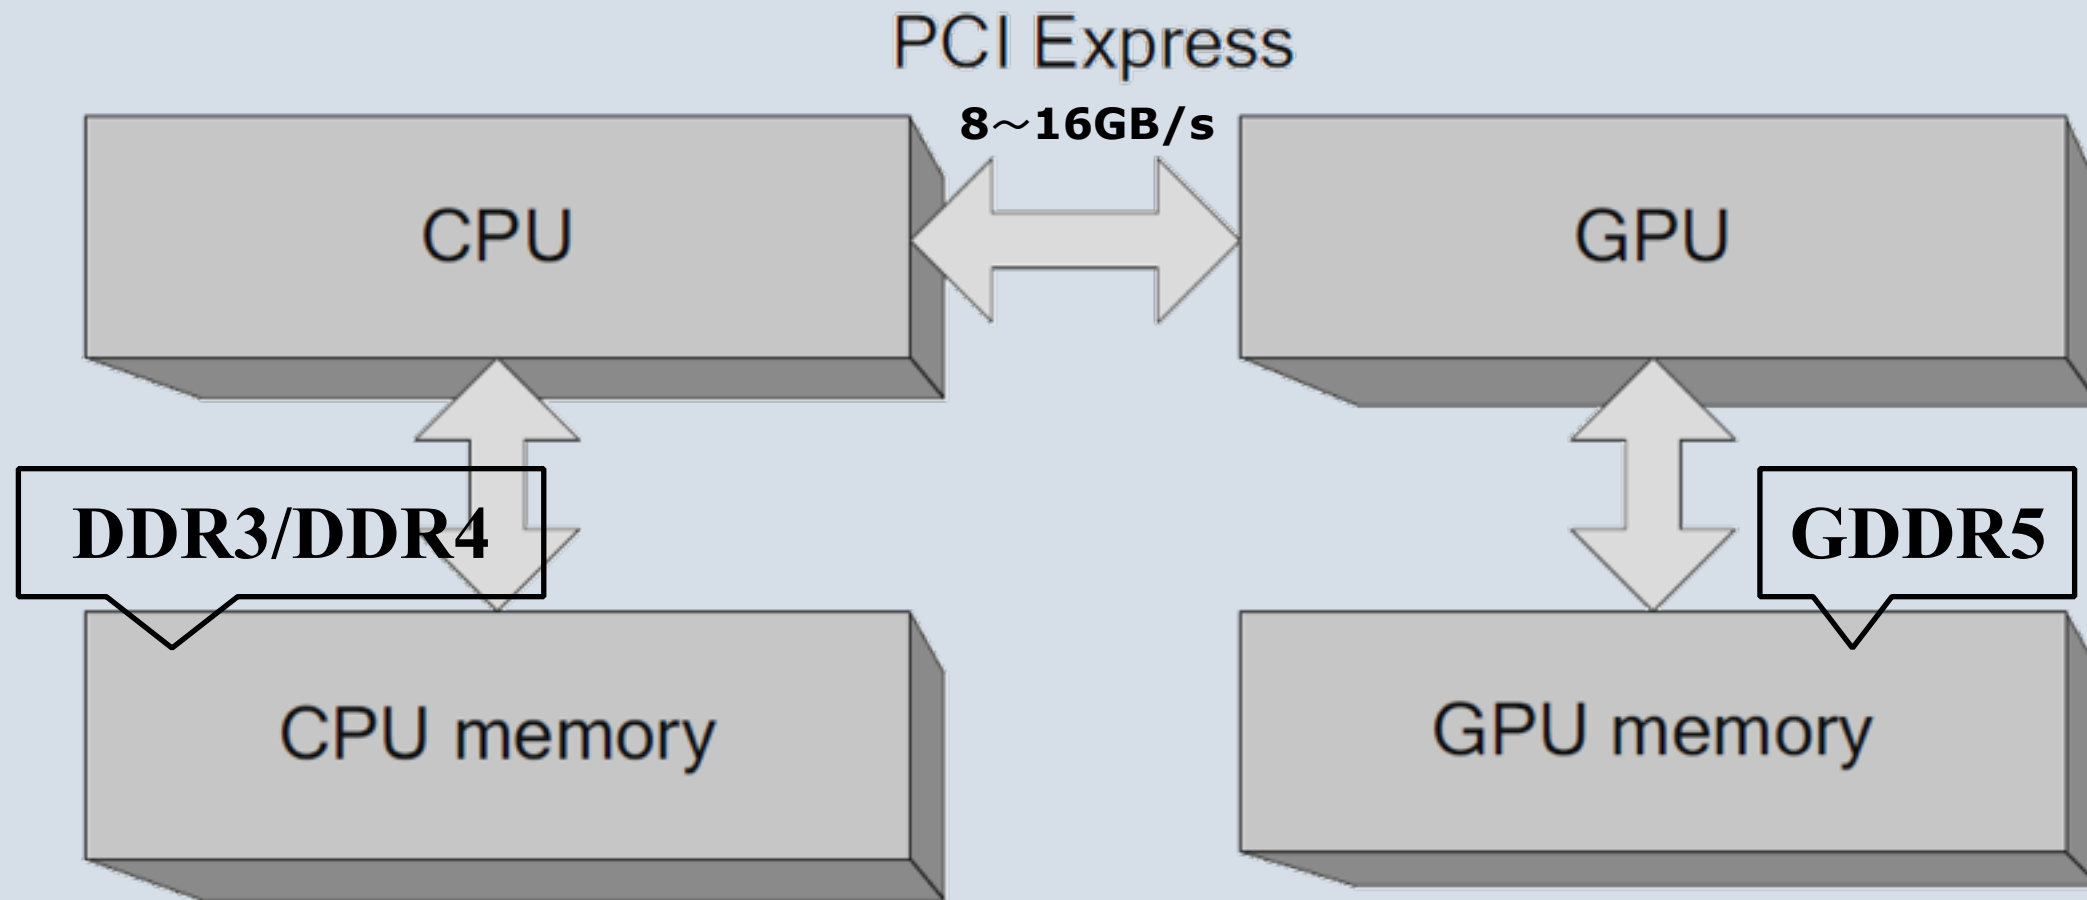 PCI Express
8～16GB/s
CPU
GPU
DDR3/DDR4
GDDR5
CPU memory
GPU memory